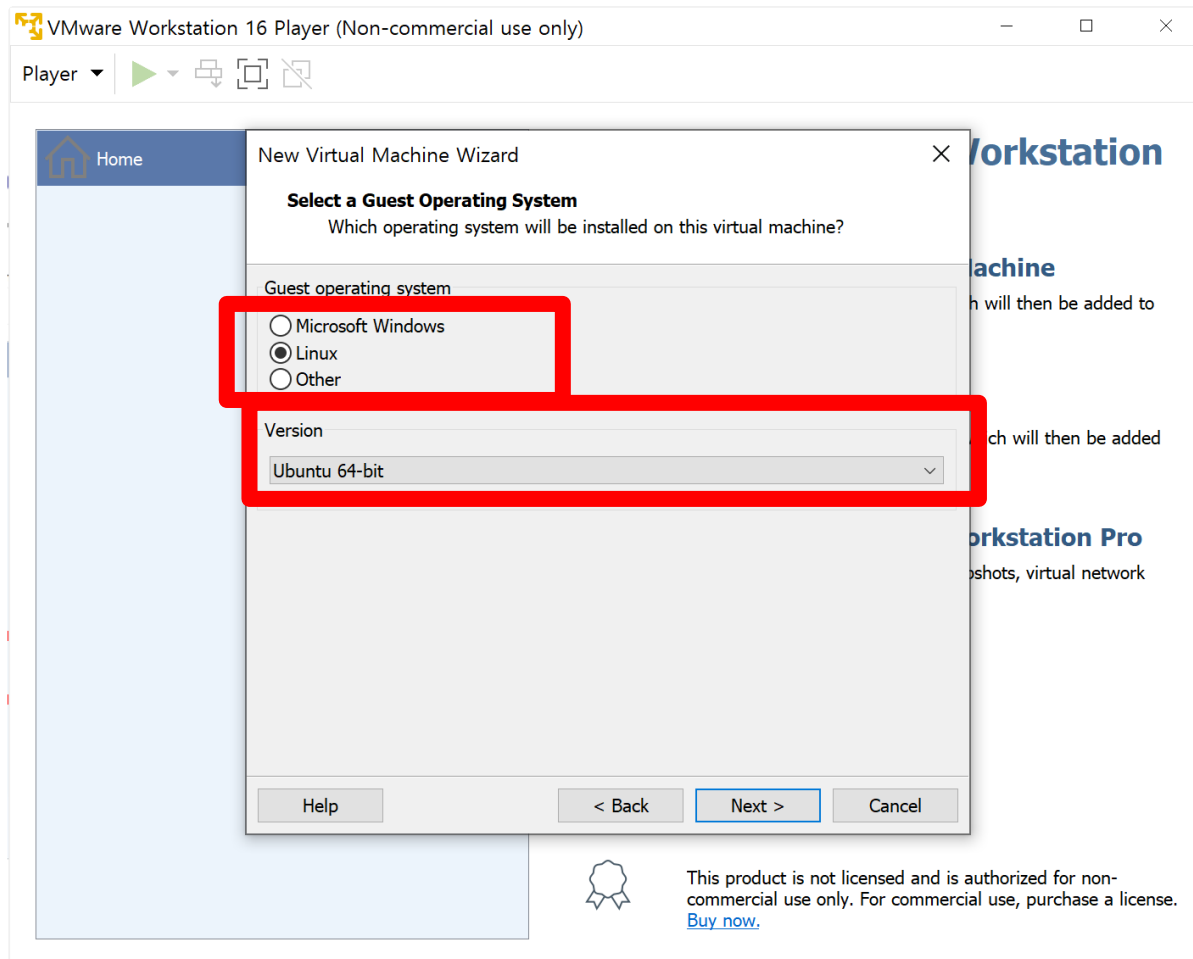 VMware Workstation 16 Player (Non-commercial use only)
Player
Home
New Virtual Machine Wizard
Select a Guest Operating System
Which operating system will be installed on this virtual machine?
Guest operating system
Microsoft Windows
Linux
Other
Version
Ubuntu 64-bit
Help
< Back
Next >
Cancel
orkstation
achine
will then be added to
ch will then be added
orkstation Pro
shots, virtual network
This product is not licensed and is authorized for non-
commercial use only. For commercial use, purchase a license.
Buy now.